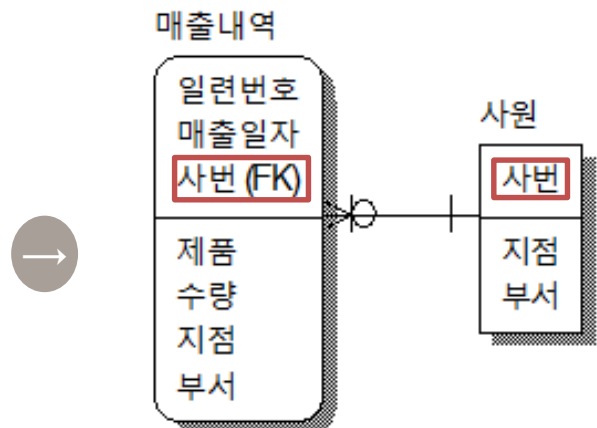 매출내역
일련번호
매출일자
사번 (FK)
제품
수량
지점
부서
사원
사번
지점
부서
→